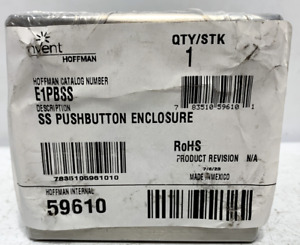 nvent
HOFFMAN
QTY/STK
1
HOFFMAN CATALOG NUMBER
E1PBSS
7 83510 59610 1
DESCRIPTION
SS PUSHBUTTON ENCLOSURE
RoHS
PRODUCT REVISION N/A
MADE IN MEXICO
7835105961010
HOFFMAN INTERNAL
59610